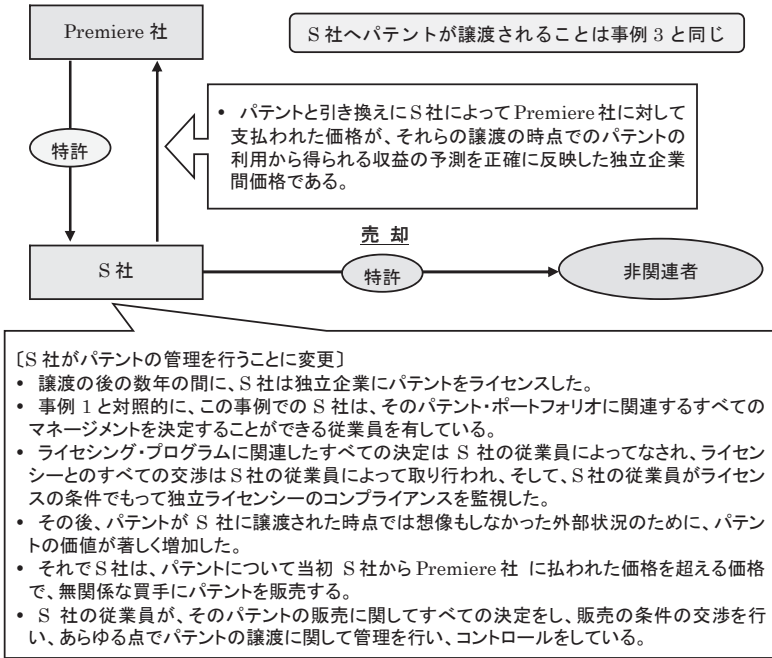 Premiere 社
S 社へパテントが譲渡されることは事例 3 と同じ
• パテントと引き換えにS社によってPremiere社に対して
支払われた価格が、それらの譲渡の時点でのパテントの
利用から得られる収益の予測を正確に反映した独立企業
間価格である。
特許
売 却
S 社
特許
非関連者
〔S 社がパテントの管理を行うことに変更〕
• 譲渡の後の数年の間に、S 社は独立企業にパテントをライセンスした。
• 事例 1 と対照的に、この事例での S 社は、そのパテント・ポートフォリオに関連するすべての
マネージメントを決定することができる従業員を有している。
• ライセシング・プログラムに関連したすべての決定は S 社の従業員によってなされ、ライセン
シーとのすべての交渉はS社の従業員によって取り行われ、そして、S社の従業員がライセン
スの条件でもって独立ライセンシーのコンプライアンスを監視した。
• その後、パテントが S 社に譲渡された時点では想像もしなかった外部状況のために、パテン
トの価値が著しく増加した。
• それでS社は、パテントについて当初 S社から Premiere社 に払われた価格を超える価格
で、無関係な買手にパテントを販売する。
• S 社の従業員が、そのパテントの販売に関してすべての決定をし、販売の条件の交渉を行
い、あらゆる点でパテントの譲渡に関して管理を行い、コントロールをしている。